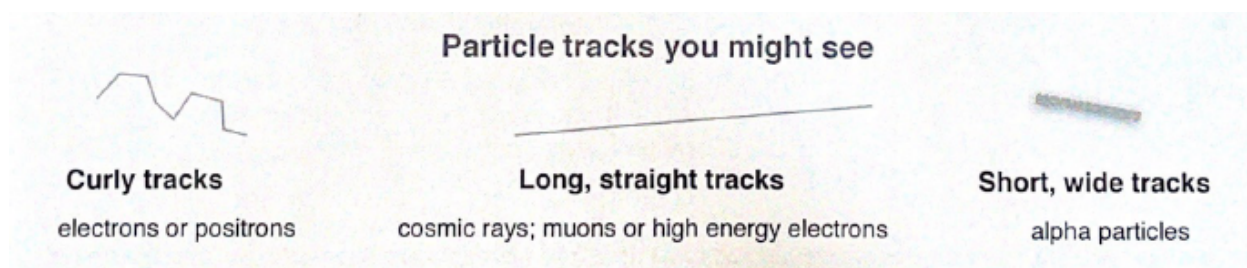 Particle tracks you might see
Curly tracks
Long, straight tracks
Short, wide tracks
electrons or positrons
cosmic rays; muons or high energy electrons
alpha particles